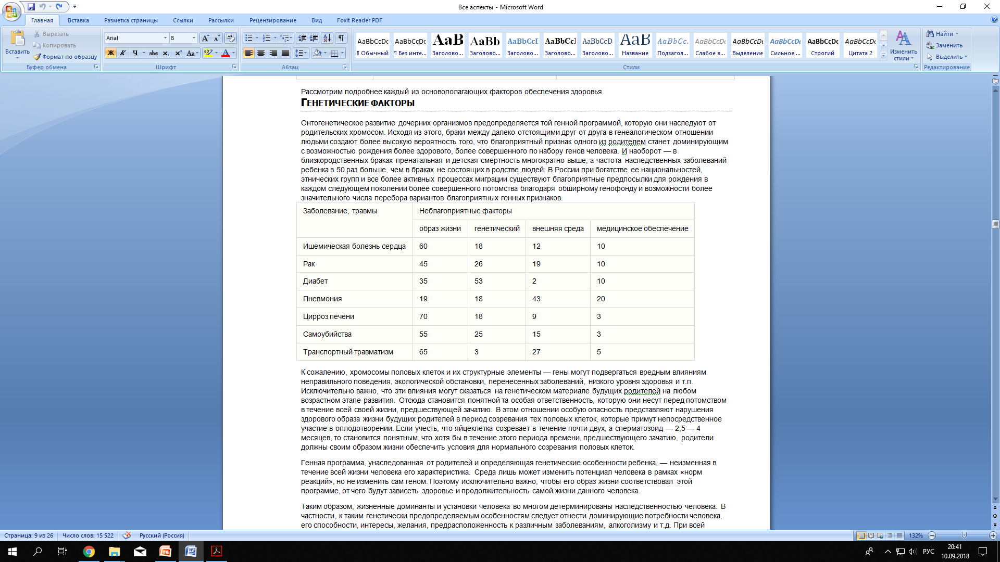 Все аспекты - Microsoft Word
Главная
Вставка
Разметка страницы
Ссылки
Рассылки
Рецензирование
Вид
Foxit Reader PDF
Вставить
Вырезать
Копировать
Формат по образцу
Буфер обмена
Arial
8
Ж К Ч abc x₂ x² Aa
Шрифт
Абзац
AaBbCcDc AaBbCcDc AaB AaBb AaBbCcI AaBbCcI AaBbCcD AaB AaBbCc. AaBbCcDc AaBbCcDc AaBbCcDc AaBbCcDc AaBbCcDc
¶ Обычный
¶ Без инте...
Заголово...
Заголово...
Заголово...
Заголово...
Заголово...
Название
Подзагол...
Слабое в...
Выделение
Сильное ...
Строгий
Цитата 2
Изменить
стили
Стили
Найти
Заменить
Выделить
Редактирование
Рассмотрим подробнее каждый из основополагающих факторов обеспечения здоровья.
ГЕНЕТИЧЕСКИЕ ФАКТОРЫ
Онтогенетическое развитие дочерних организмов предопределяется той генной программой, которую они наследуют от
родительских хромосом. Исходя из этого, браки между далеко отстоящими друг от друга в генеалогическом отношении
людьми создают более высокую вероятность того, что благоприятный признак одного из родителем станет доминирующим
с возможностью рождения более здорового, более совершенного по набору генов человека. И наоборот — в
близкородственных браках пренатальная и детская смертность многократно выше, а частота наследственных заболеваний
ребенка в 50 раз больше, чем в браках не состоящих в родстве людей. В России при богатстве ее национальностей,
этнических групп и все более активных процессах миграции существуют благоприятные предпосылки для рождения в
каждом следующем поколении более совершенного потомства благодаря обширному генофонду и возможности более
значительного числа перебора вариантов благоприятных генных признаков.
Заболевание, травмы Неблагоприятные факторы
образ жизни генетический внешняя среда медицинское обеспечение
Ишемическая болезнь сердца 60 18 12 10
Рак 45 26 19 10
Диабет 35 53 2 10
Пневмония 19 18 43 20
Цирроз печени 70 18 9 3
Самоубийства 55 25 15 3
Транспортный травматизм 65 3 27 5
К сожалению, хромосомы половых клеток и их структурные элементы — гены могут подвергаться вредным влияниям
неправильного поведения, экологической обстановки, перенесенных заболеваний, низкого уровня здоровья и т.п.
Исключительно важно, что эти влияния могут сказаться на генетическом материале будущих родителей на любом
возрастном этапе развития. Отсюда становится понятной та особая ответственность, которую они несут перед потомством
в течение всей своей жизни, предшествующей зачатию. В этом отношении особую опасность представляют нарушения
здорового образа жизни будущих родителей в период созревания тех половых клеток, которые примут непосредственное
участие в оплодотворении. Если учесть, что яйцеклетка созревает в течение почти двух, а сперматозоид — 2,5 — 4
месяцев, то становится понятным, что хотя бы в течение этого периода времени, предшествующего зачатию, родители
должны своим образом жизни обеспечить условия для нормального созревания половых клеток.
Генная программа, унаследованная от родителей и определяющая генетические особенности ребенка, — неизменная в
течение всей жизни человека его характеристика. Среда лишь может изменить потенциал человека в рамках «норм
реакций», но не изменить сам геном. Поэтому исключительно важно, чтобы его образ жизни соответствовал этой
программе, от чего будут зависеть здоровье и продолжительность самой жизни данного человека.
Таким образом, жизненные доминанты и установки человека во многом детерминированы наследственностью человека. В
частности, к таким генетически предопределяемым особенностям следует отнести доминирующие потребности человека,
его способности, интересы, желания, предрасположенность к различным заболеваниям, алкоголизму и т.д. При всей
Страница: 9 из 26
Число слов: 15 522
Русский (Россия)
132%
РУС
20:41
10.09.2018